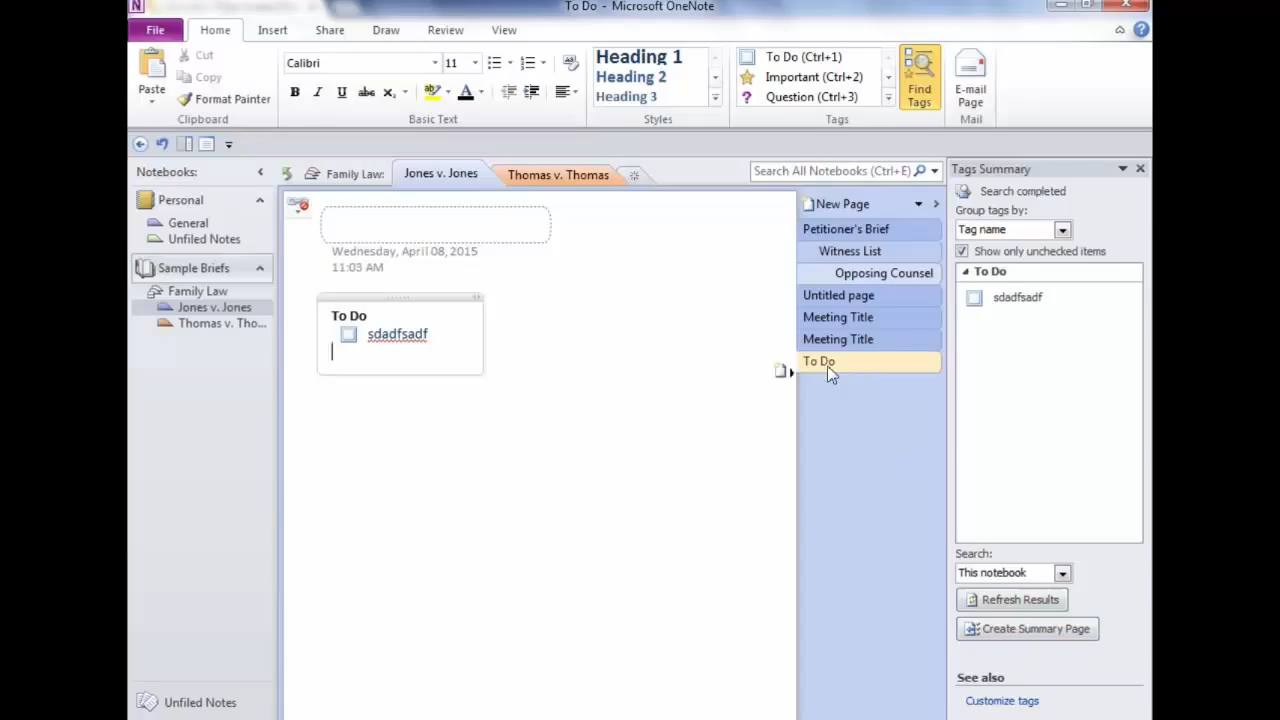 To Do - Microsoft OneNote
File Home Insert Share Draw Review View
Paste
Cut
Copy
Format Painter
Clipboard
Calibri 11
B I U abc X₂ A
Basic Text
Heading 1
Heading 2
Heading 3
Styles
To Do (Ctrl+1)
Important (Ctrl+2)
? Question (Ctrl+3)
Tags
Find
Tags
E-mail
Page
Mail
Notebooks:
Personal
General
Unfiled Notes
Sample Briefs
Family Law
Jones v. Jones
Thomas v. Tho...
Unfiled Notes
Family Law: Jones v. Jones Thomas v. Thomas
Search All Notebooks (Ctrl+E)
Wednesday, April 08, 2015
11:03 AM
To Do
sdadfsadf
New Page
Petitioner's Brief
Witness List
Opposing Counsel
Untitled page
Meeting Title
Meeting Title
To Do
Tags Summary
Search completed
Group tags by:
Tag name
Show only unchecked items
To Do
sdadfsadf
Search:
This notebook
Refresh Results
Create Summary Page
See also
Customize tags